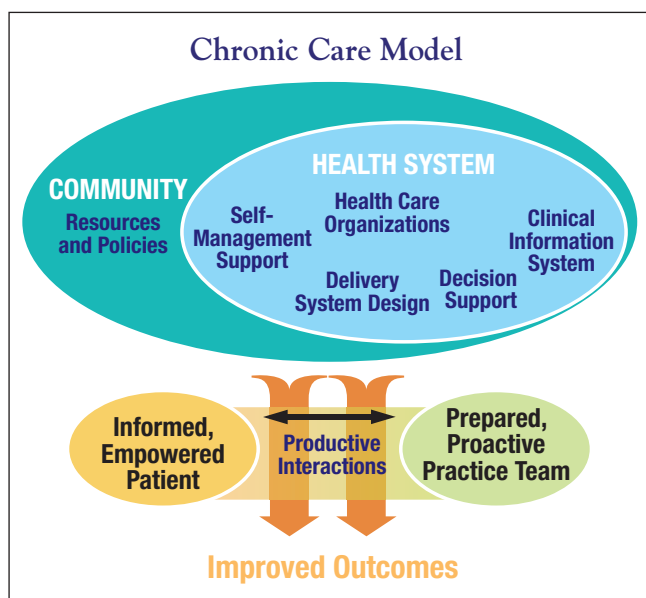 Chronic Care Model
HEALTH SYSTEM
COMMUNITY
Resources
and Policies
Self-
Management
Support
Health Care
Organizations
Clinical
Information
System
Delivery
System Design
Decision
Support
Informed,
Empowered
Patient
Productive
Interactions
Prepared,
Proactive
Practice Team
Improved Outcomes